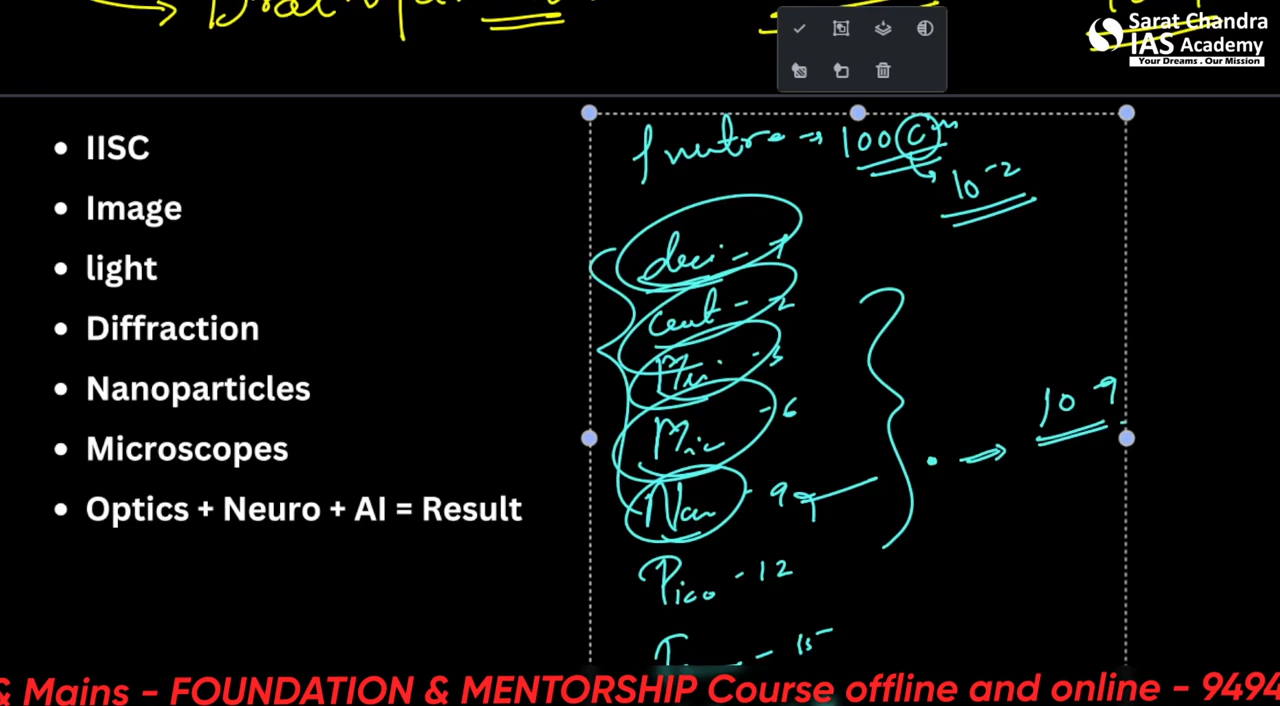 Sarat Chandra
IAS Academy
Your Dreams . Our Mission
• IISC
• Image
• light
• Diffraction
• Nanoparticles
• Microscopes
• Optics + Neuro + AI = Result
1 metre → 100 cm
10⁻²
deci - 1
cent - 2
Mi - 3
Mic - 6
Nan - 9
10⁻⁹
Pico - 12
- 15
& Mains - FOUNDATION & MENTORSHIP Course offline and online - 9494